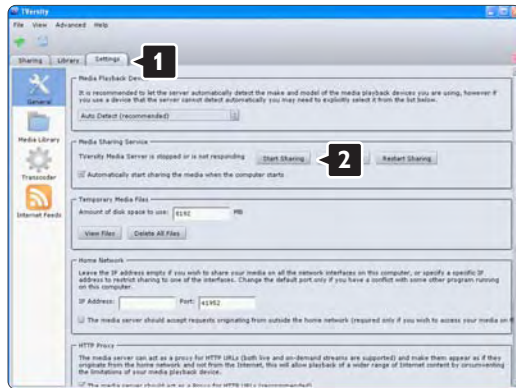 TVersity
File View Advanced Help
Sharing Library Settings
1
General
Media Library
Transcoder
Internet Feeds
Media Playback
It is recommended to let the server automatically detect the make and model of the media playback devices you are using, however if
you use a device that the server cannot detect automatically you may need to explicitly select it from the list below.
Auto Detect (recommended)
Media Sharing Service
TVersity Media Server is stopped or is not responding Start Sharing 2 Restart Sharing
Automatically start sharing the media when the computer starts
Temporary Media Files
Amount of disk space to use: 8192 MB
View Files Delete All Files
Home Network
Leave the IP address empty if you wish to share your media on all the network interfaces on this computer, or specify a specific IP
address to restrict sharing to one of the interfaces. Change the default port only if you have a conflict with some other program running
on this computer.
IP Address: Port: 41952
The media server should accept requests originating from outside the home network (required only if you wish to access your media on
HTTP Proxy
The media server can act as a proxy for HTTP URLs (both live and on-demand streams are supported) and make them appear as if they
originate from the home network and not from the Internet, this will allow playback of a wider range of Internet content by circumventing
the limitations of your media playback device.
The media server should act as a Proxy for HTTP URLs (recommended)